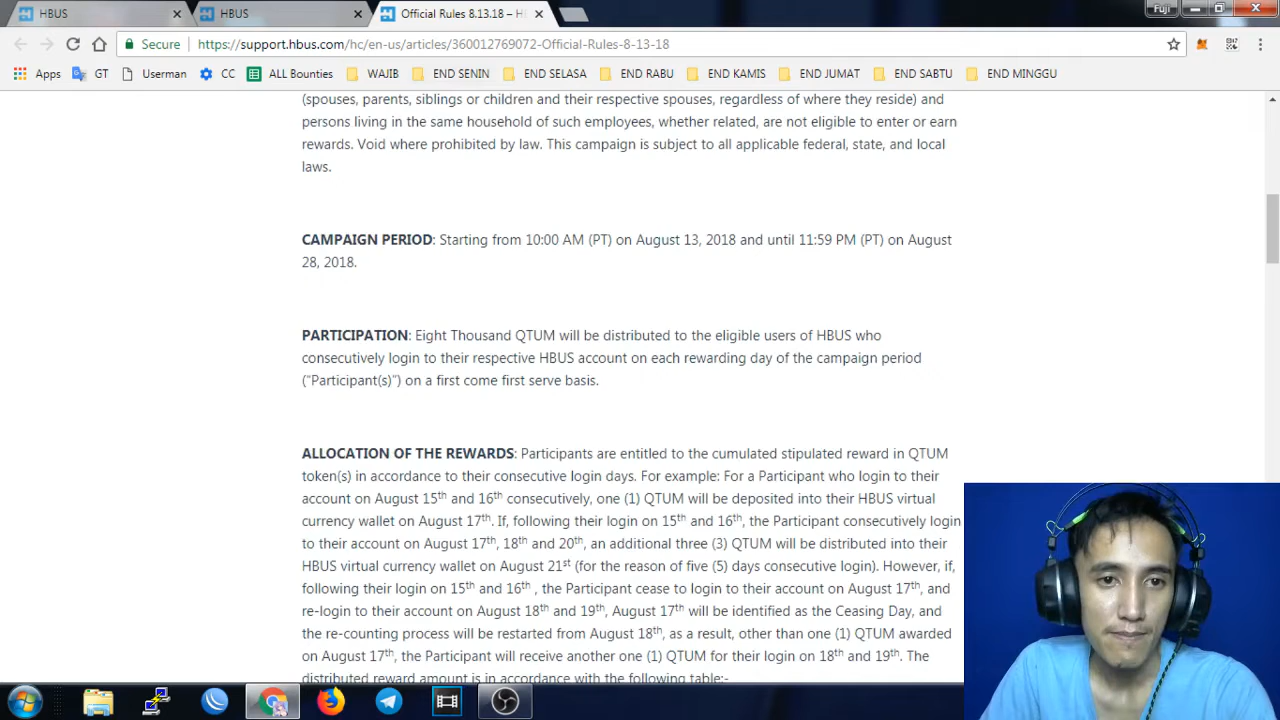 HBUS
HBUS
Official Rules 8.13.18 – H
Fuji
Secure
https://support.hbus.com/hc/en-us/articles/360012769072-Official-Rules-8-13-18
Apps GT Userman CC ALL Bounties WAJIB END SENIN END SELASA END RABU END KAMIS END JUMAT END SABTU END MINGGU
(spouses, parents, siblings or children and their respective spouses, regardless of where they reside) and
persons living in the same household of such employees, whether related, are not eligible to enter or earn
rewards. Void where prohibited by law. This campaign is subject to all applicable federal, state, and local
laws.
CAMPAIGN PERIOD: Starting from 10:00 AM (PT) on August 13, 2018 and until 11:59 PM (PT) on August
28, 2018.
PARTICIPATION: Eight Thousand QTUM will be distributed to the eligible users of HBUS who
consecutively login to their respective HBUS account on each rewarding day of the campaign period
("Participant(s)") on a first come first serve basis.
ALLOCATION OF THE REWARDS: Participants are entitled to the cumulated stipulated reward in QTUM
token(s) in accordance to their consecutive login days. For example: For a Participant who login to their
account on August 15th and 16th consecutively, one (1) QTUM will be deposited into their HBUS virtual
currency wallet on August 17th. If, following their login on 15th and 16th, the Participant consecutively login
to their account on August 17th, 18th and 20th, an additional three (3) QTUM will be distributed into their
HBUS virtual currency wallet on August 21st (for the reason of five (5) days consecutive login). However, if,
following their login on 15th and 16th , the Participant cease to login to their account on August 17th, and
re-login to their account on August 18th and 19th, August 17th will be identified as the Ceasing Day, and
the re-counting process will be restarted from August 18th, as a result, other than one (1) QTUM awarded
on August 17th, the Participant will receive another one (1) QTUM for their login on 18th and 19th. The
distributed reward amount is in accordance with the following table:-